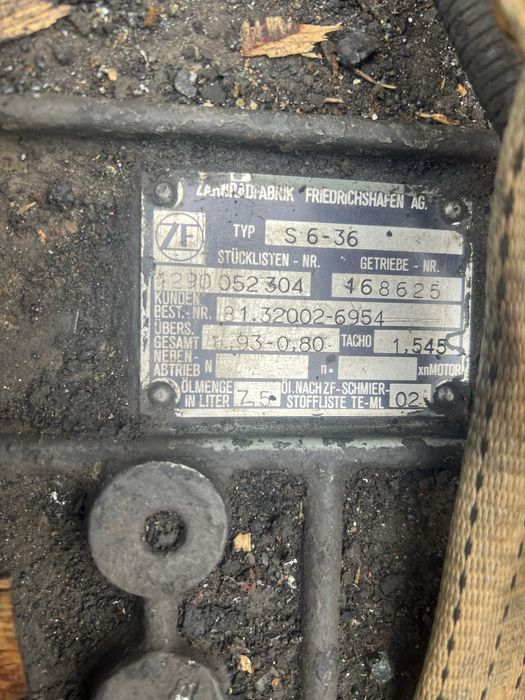 ZAHNRADFABRIK FRIEDRICHSHAFEN AG.
ZF TYP S 6-36
STÜCKLISTEN - NR. GETRIEBE - NR.
1290 052 304 168625
KUNDEN
BEST.-NR. 81.32002-6954
ÜBERS.
GESAMT 93-0,80 TACHO 1,545
NEBEN-
ABTRIEB N n= xnMOTOR
ÖLMENGE ÖL NACH ZF-SCHMIER-
IN LITER 7,5 STOFFLISTE TE-ML 02